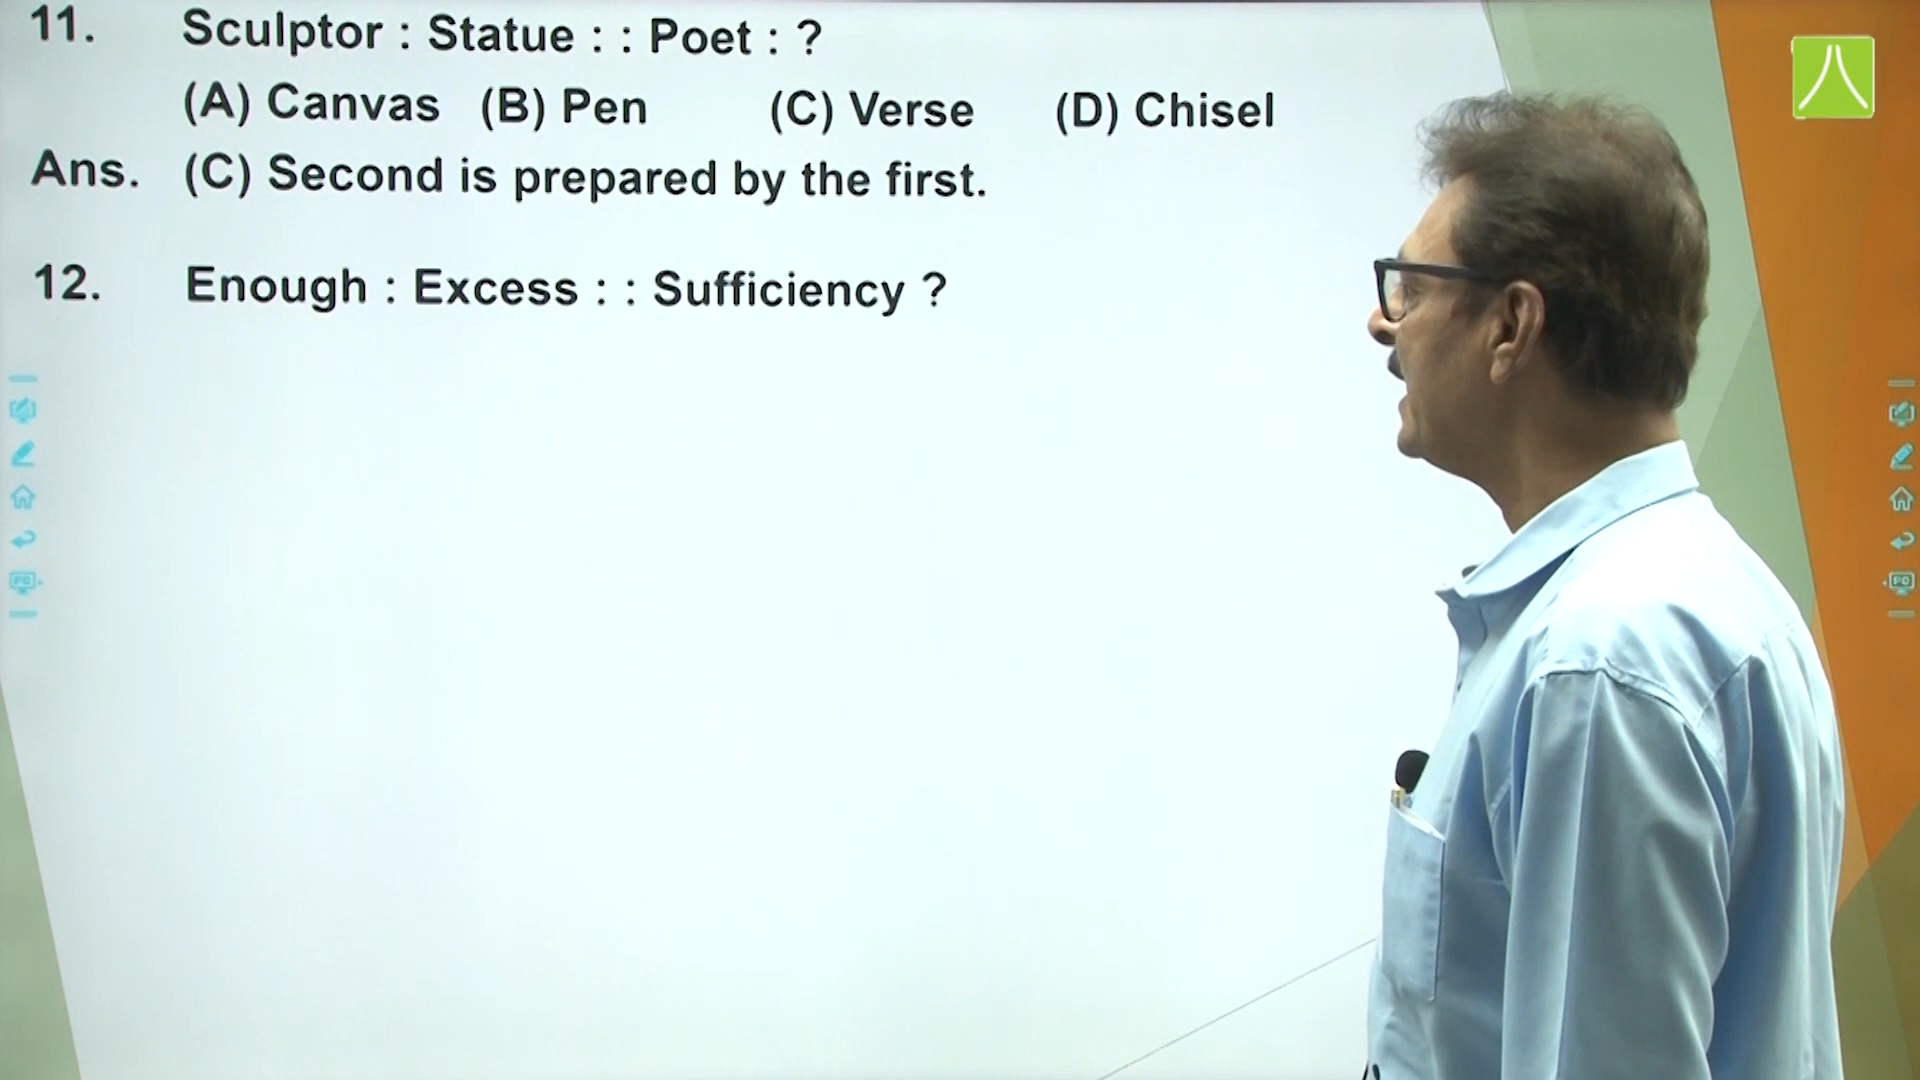 11. Sculptor : Statue : : Poet : ?
(A) Canvas (B) Pen (C) Verse (D) Chisel
Ans. (C) Second is prepared by the first.
12. Enough : Excess : : Sufficiency ?